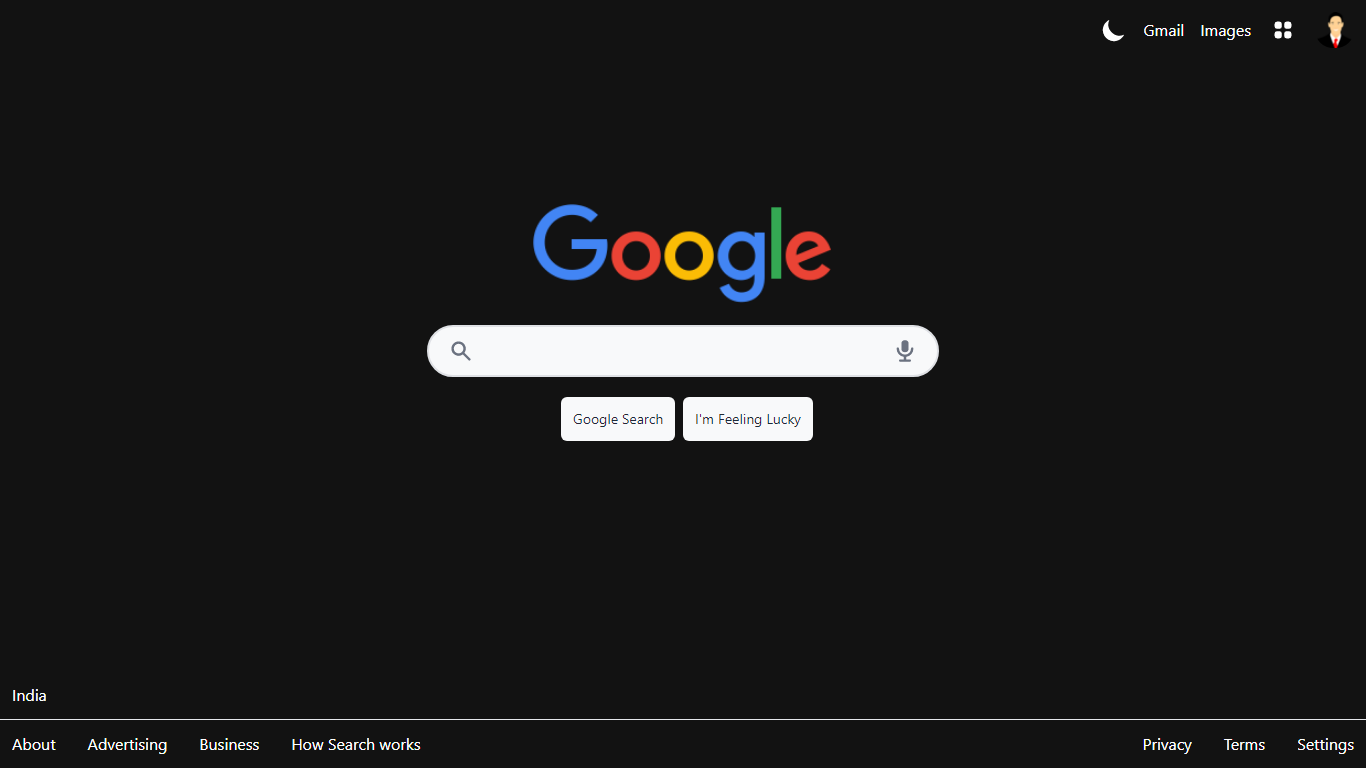 Gmail Images
Google
Google Search I'm Feeling Lucky
India
About Advertising Business How Search works Privacy Terms Settings